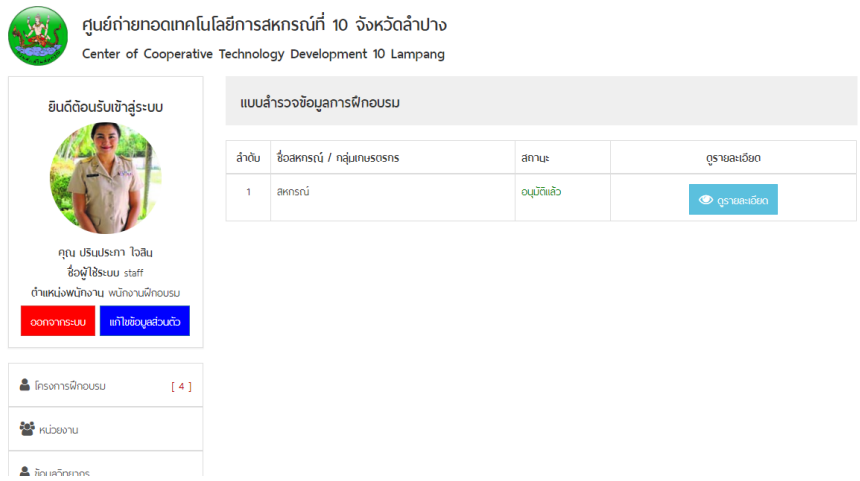 ศูนย์ถ่ายทอดเทคโนโลยีการสหกรณ์ที่ 10 จังหวัดลำปาง
Center of Cooperative Technology Development 10 Lampang
ยินดีต้อนรับเข้าสู่ระบบ
คุณ ปรินประภา ใจสิน
ชื่อผู้ใช้ระบบ staff
ตำแหน่งพนักงาน พนักงานฝึกอบรม
ออกจากระบบ แก้ไขข้อมูลส่วนตัว
โครงการฝึกอบรม [ 4 ]
หน่วยงาน
ข้อมูลวิทยากร
แบบสำรวจข้อมูลการฝึกอบรม
ลำดับ ชื่อสหกรณ์ / กลุ่มเกษตรกร สถานะ ดูรายละเอียด
1 สหกรณ์ อนุมัติแล้ว ดูรายละเอียด